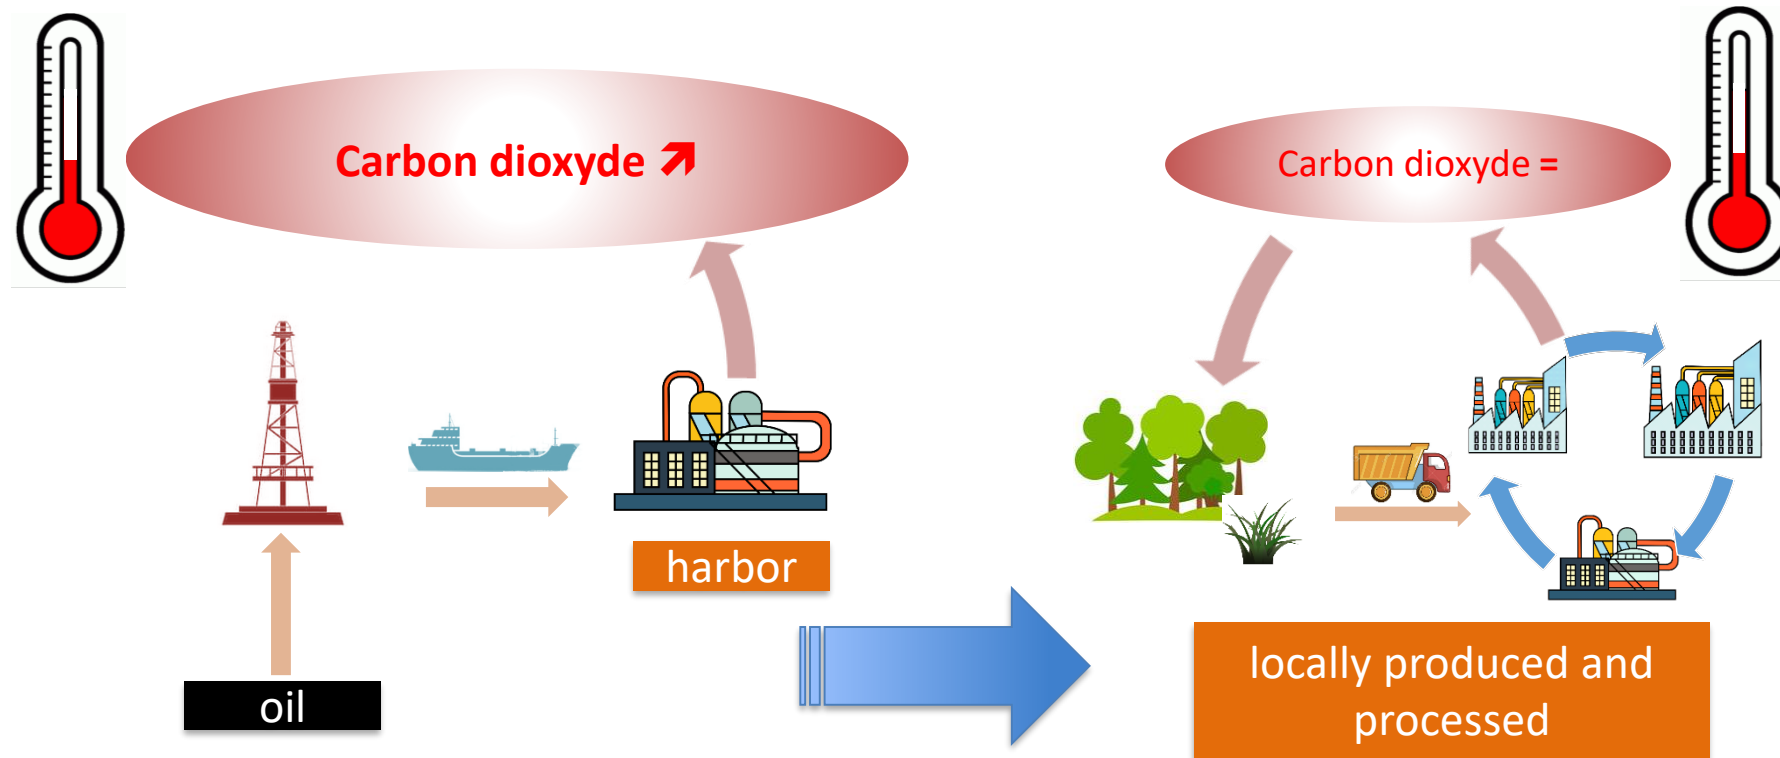 Carbon dioxyde ↗
Carbon dioxyde =
harbor
oil
locally produced and
processed